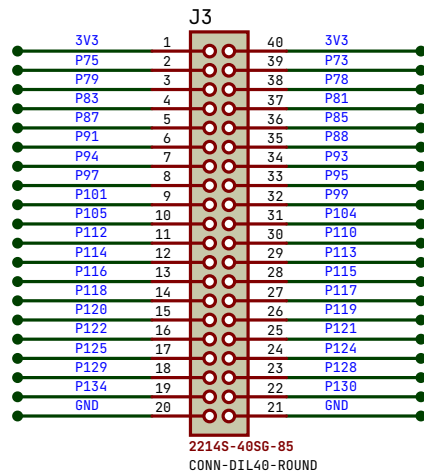 J3
3V3 1 40 3V3
P75 2 39 P73
P79 3 38 P78
P83 4 37 P81
P87 5 36 P85
P91 6 35 P88
P94 7 34 P93
P97 8 33 P95
P101 9 32 P99
P105 10 31 P104
P112 11 30 P110
P114 12 29 P113
P116 13 28 P115
P118 14 27 P117
P120 15 26 P119
P122 16 25 P121
P125 17 24 P124
P129 18 23 P128
P134 19 22 P130
GND 20 21 GND
2214S-40SG-85
CONN-DIL40-ROUND